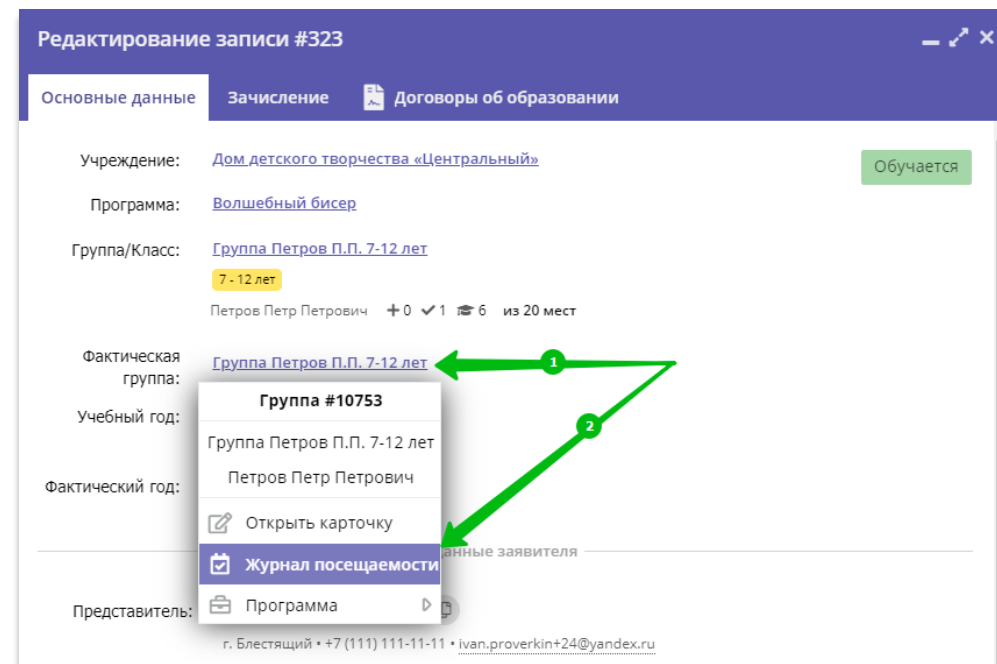 Редактирование записи #323
Основные данные Зачисление Договоры об образовании
Учреждение: Дом детского творчества «Центральный» Обучается
Программа: Волшебный бисер
Группа/Класс: Группа Петров П.П. 7-12 лет
7 - 12 лет
Петров Петр Петрович +0 ✓1 6 из 20 мест
Фактическая группа: Группа Петров П.П. 7-12 лет 1
Группа #10753
Учебный год:
2
Группа Петров П.П. 7-12 лет
Петров Петр Петрович
Фактический год:
Открыть карточку
анные заявителя
Журнал посещаемости
Представитель: Программа
г. Блестящий • +7 (111) 111-11-11 • ivan.proverkin+24@yandex.ru